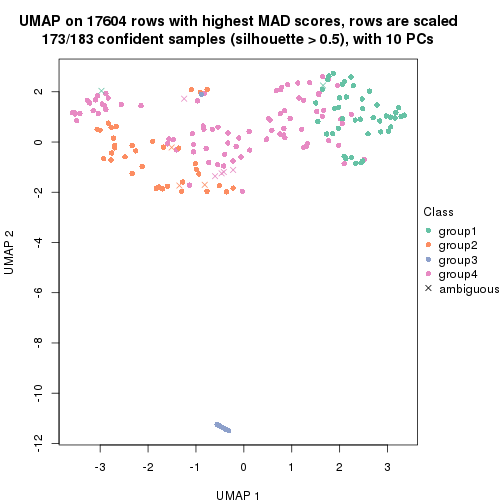 UMAP on 17604 rows with highest MAD scores, rows are scaled
173/183 confident samples (silhouette > 0.5), with 10 PCs
2
0
-2
-4
-6
-8
-10
-12
UMAP 2
-3
-2
-1
0
1
2
3
UMAP 1
Class
group1
group2
group3
group4
ambiguous